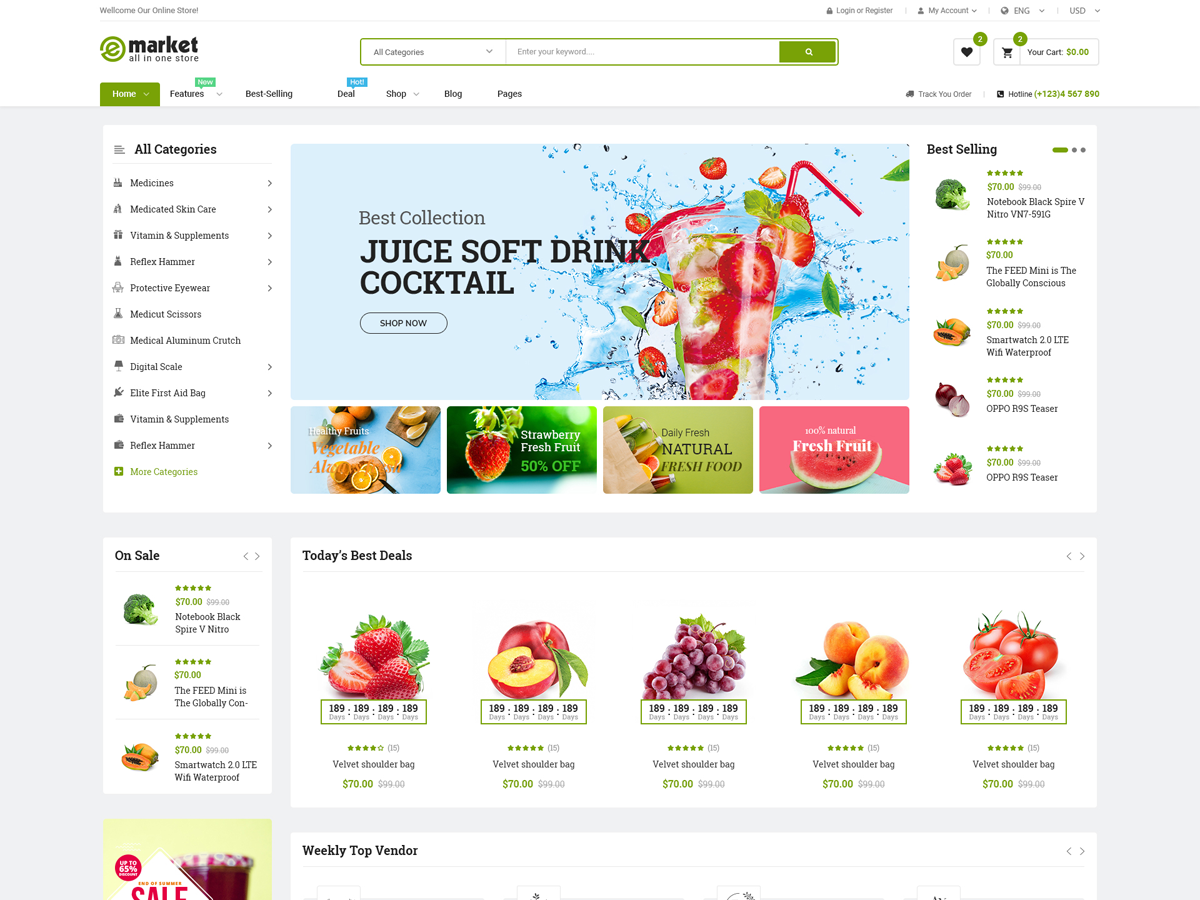 Wellcome Our Online Store!
Login or Register
My Account
ENG
USD
e market
all in one store
All Categories
Enter your keyword....
2
2
Your Cart: $0.00
Home
New
Features
Best-Selling
Hot!
Deal
Shop
Blog
Pages
Track You Order
Hotline (+123)4 567 890
All Categories
Medicines
Medicated Skin Care
Vitamin & Supplements
Reflex Hammer
Protective Eyewear
Medicut Scissors
Medical Aluminum Crutch
Digital Scale
Elite First Aid Bag
Vitamin & Supplements
Reflex Hammer
More Categories
Best Collection
JUICE SOFT DRINK
COCKTAIL
SHOP NOW
Healthy Fruits
Vegetable
Strawberry
Fresh Fruit
50% OFF
Daily Fresh
NATURAL
FRESH FOOD
100% natural
Fresh Fruit
Best Selling
$70.00 $99.00
Notebook Black Spire V
Nitro VN7-591G
$70.00
The FEED Mini is The
Globally Conscious
$70.00 $99.00
Smartwatch 2.0 LTE
Wifi Waterproof
$70.00 $99.00
OPPO R9S Teaser
$70.00 $99.00
OPPO R9S Teaser
On Sale
$70.00 $99.00
Notebook Black
Spire V Nitro
$70.00
The FEED Mini is
The Globally Con-
$70.00 $99.00
Smartwatch 2.0 LTE
Wifi Waterproof
UP TO
65%
DISCOUNT
END OF SUMMER
SALE
Today's Best Deals
189 . 189 . 189 . 189
Days Days Days Days
(15)
Velvet shoulder bag
$70.00 $99.00
189 . 189 . 189 . 189
Days Days Days Days
(15)
Velvet shoulder bag
$70.00 $99.00
189 . 189 . 189 . 189
Days Days Days Days
(15)
Velvet shoulder bag
$70.00 $99.00
189 . 189 . 189 . 189
Days Days Days Days
(15)
Velvet shoulder bag
$70.00 $99.00
189 . 189 . 189 . 189
Days Days Days Days
(15)
Velvet shoulder bag
$70.00 $99.00
Weekly Top Vendor